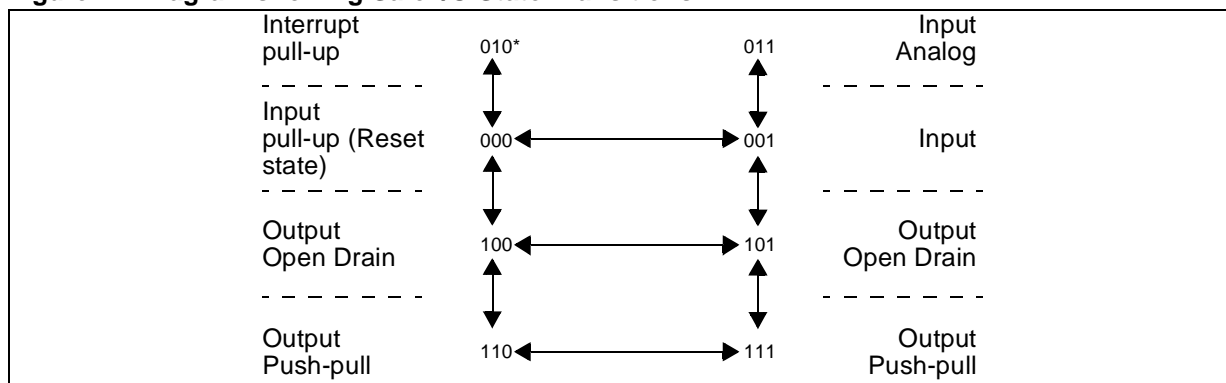 Interrupt
pull-up
010*
011
Input
Analog
Input
pull-up (Reset
state)
000
001
Input
Output
Open Drain
100
101
Output
Open Drain
Output
Push-pull
110
111
Output
Push-pull